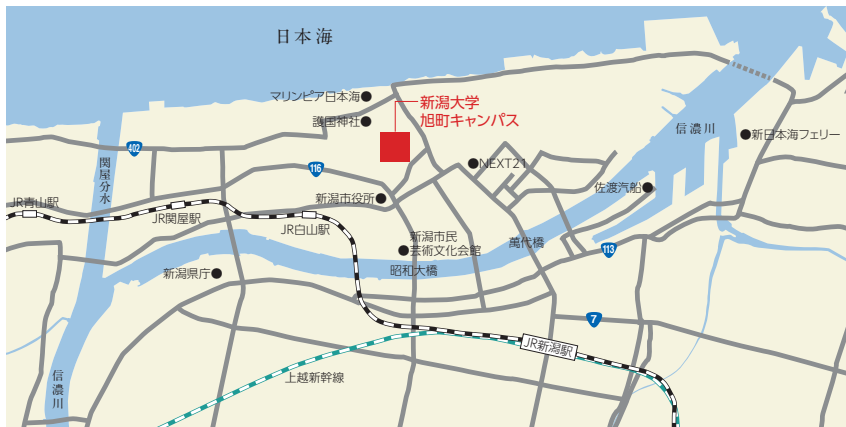 日本海
マリンピア日本海
新潟大学
旭町キャンパス
護国神社
信濃川
新日本海フェリー
402
関屋分水
116
NEXT21
佐渡汽船
新潟市役所
JR青山駅
JR関屋駅
JR白山駅
新潟市民
芸術文化会館
萬代橋
113
昭和大橋
新潟県庁
7
JR新潟駅
上越新幹線
信濃川